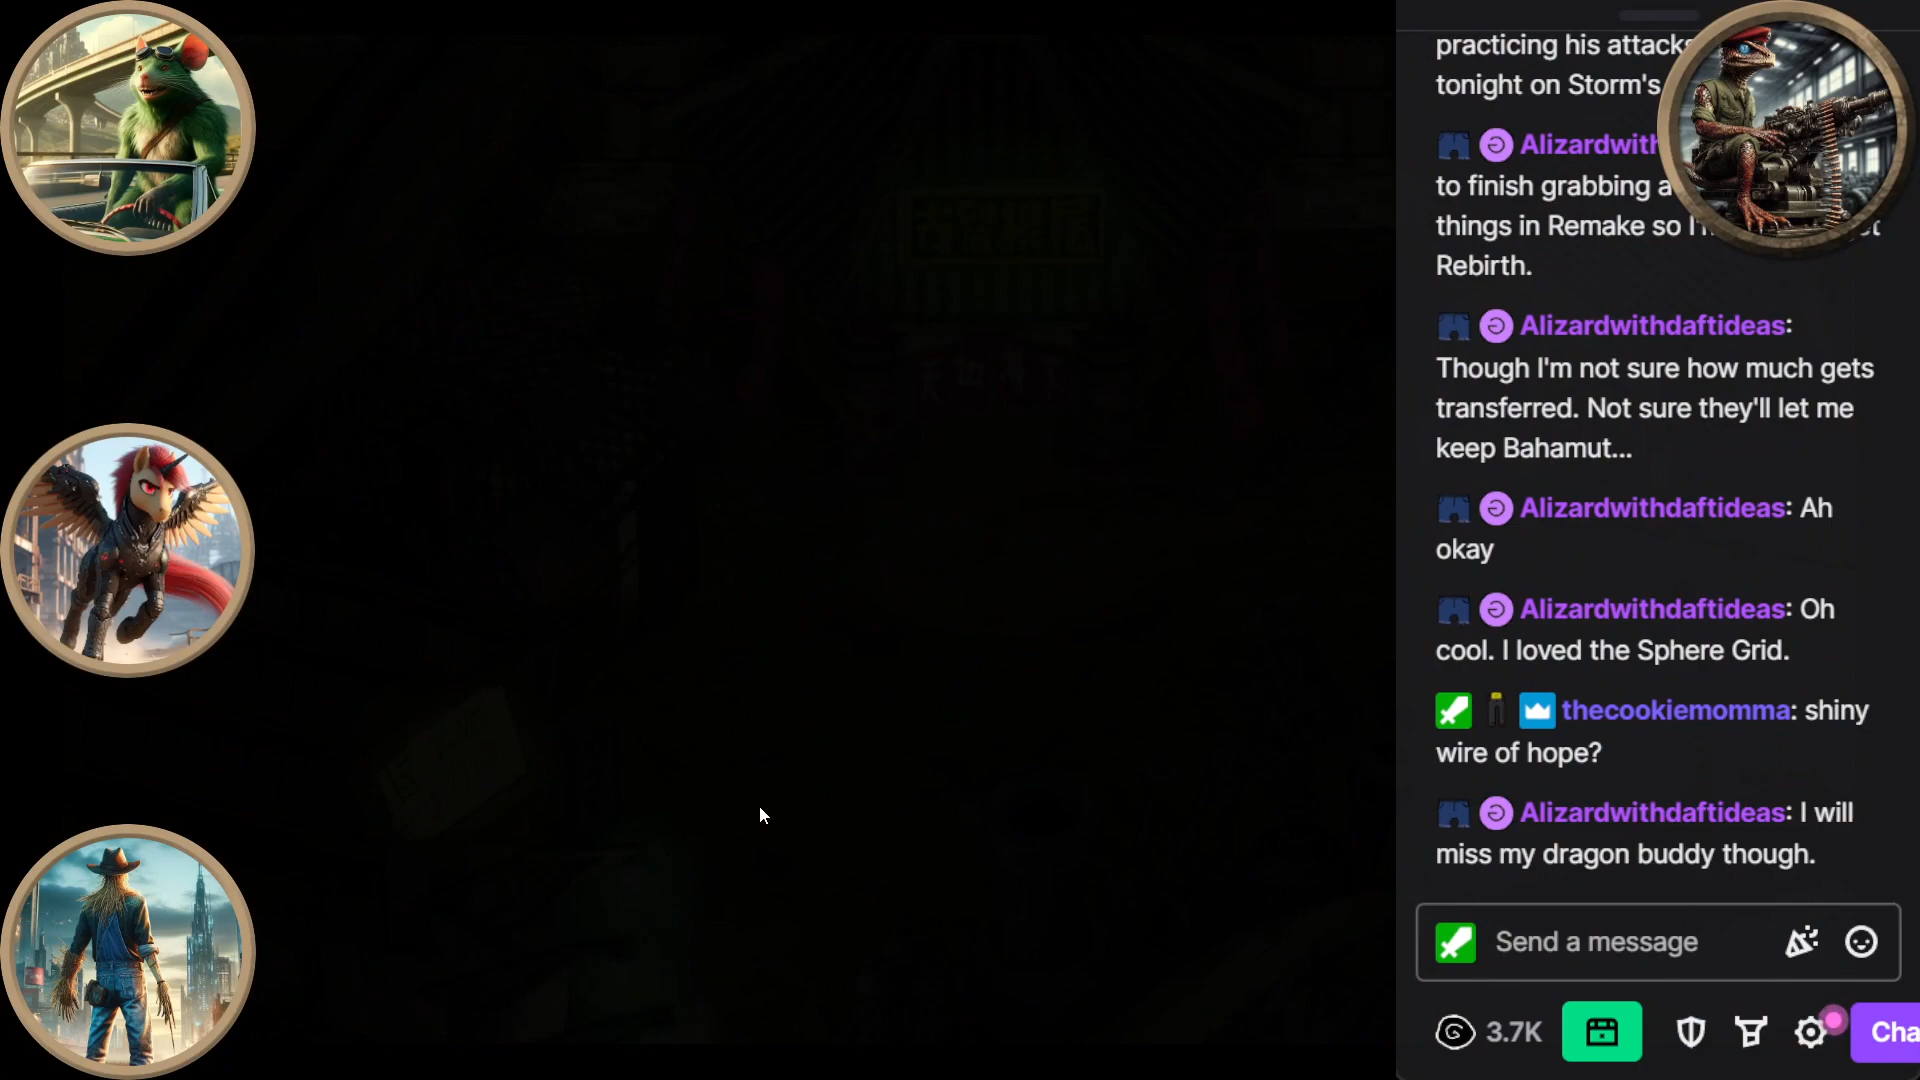 practicing his attacks
tonight on Storm's
Alizardwith
to finish grabbing a
things in Remake so I
Rebirth.
Alizardwithdaftideas:
Though I'm not sure how much gets
transferred. Not sure they'll let me
keep Bahamut...
Alizardwithdaftideas: Ah
okay
Alizardwithdaftideas: Oh
cool. I loved the Sphere Grid.
thecookiemomma: shiny
wire of hope?
Alizardwithdaftideas: I will
miss my dragon buddy though.
Send a message
3.7K
Cha